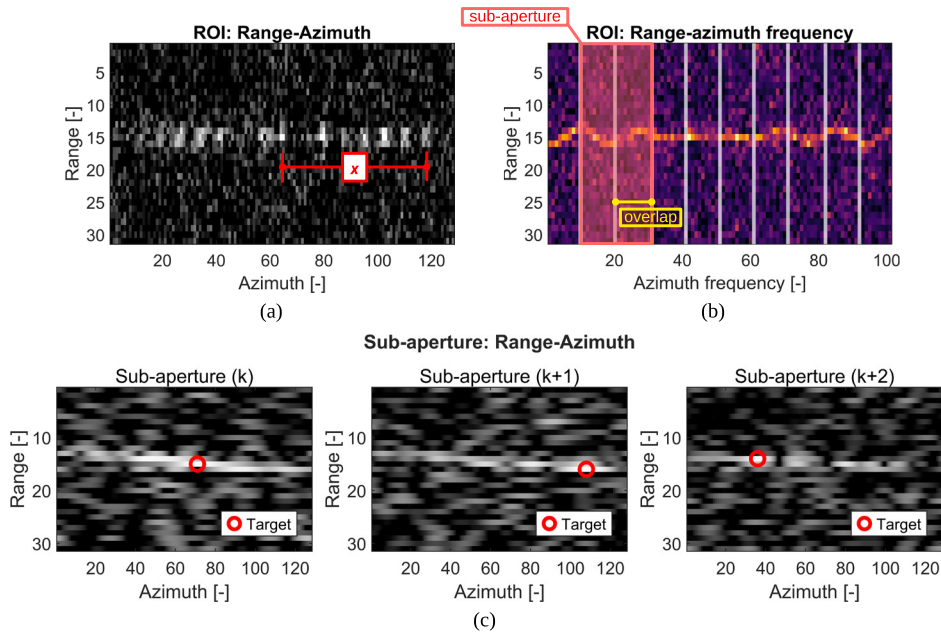 sub-aperture
ROI: Range-Azimuth
ROI: Range-azimuth frequency
Range [-]
5
10
15
20
25
30
x
20
40
60
80
100
120
Azimuth [-]
(a)
Range [-]
5
10
15
20
25
30
overlap
20
40
60
80
100
Azimuth frequency [-]
(b)
Sub-aperture: Range-Azimuth
Sub-aperture (k)
Range [-]
10
20
30
Target
20
40
60
80
100
120
Azimuth [-]
Sub-aperture (k+1)
Range [-]
10
20
30
Target
20
40
60
80
100
120
Azimuth [-]
Sub-aperture (k+2)
Range [-]
10
20
30
Target
20
40
60
80
100
120
Azimuth [-]
(c)